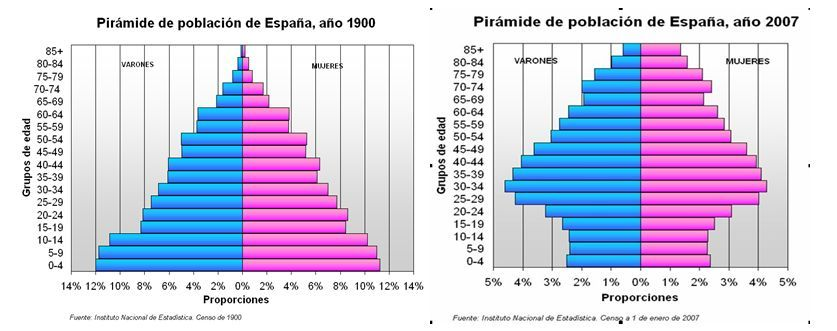 Pirámide de población de España, año 1900
VARONES
MUJERES
Grupos de edad
85+
80-84
75-79
70-74
65-69
60-64
55-59
50-54
45-49
40-44
35-39
30-34
25-29
20-24
15-19
10-14
5-9
0-4
14% 12% 10% 8% 6% 4% 2% 0% 2% 4% 6% 8% 10% 12% 14%
Proporciones
Fuente: Instituto Nacional de Estadística. Censo de 1900
Pirámide de población de España, año 2007
VARONES
MUJERES
Grupos de edad
85+
80-84
75-79
70-74
65-69
60-64
55-59
50-54
45-49
40-44
35-39
30-34
25-29
20-24
15-19
10-14
5-9
0-4
5% 4% 3% 2% 1% 0% 1% 2% 3% 4% 5%
Proporciones
Fuente: Instituto Nacional de Estadística. Censo a 1 de enero de 2007